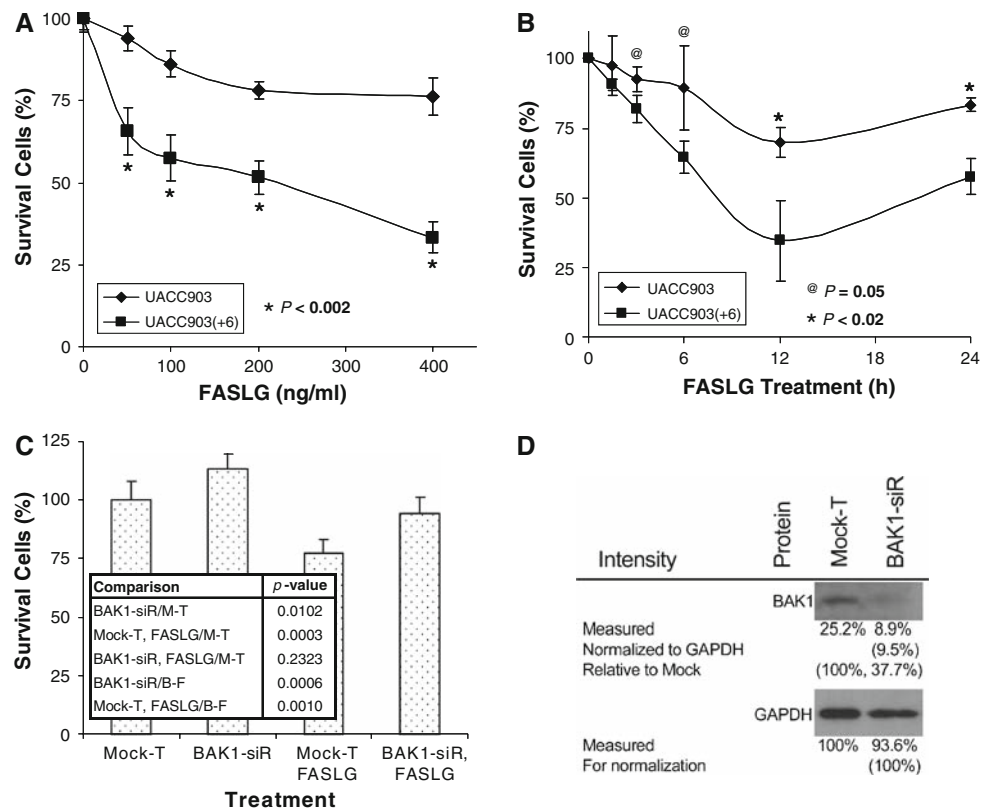 A
100
75
50
25
0
Survival Cells (%)
UACC903
UACC903(+6)
* P < 0.002
* * * *
0 100 200 300 400
FASLG (ng/ml)
B
100
75
50
25
0
Survival Cells (%)
@ @ * *
UACC903
UACC903(+6)
@ P = 0.05
* P < 0.02
0 6 12 18 24
FASLG Treatment (h)
C
125
100
75
50
25
0
Survival Cells (%)
Comparison p-value
BAK1-siR/M-T 0.0102
Mock-T, FASLG/M-T 0.0003
BAK1-siR, FASLG/M-T 0.2323
BAK1-siR/B-F 0.0006
Mock-T, FASLG/B-F 0.0010
Mock-T BAK1-siR Mock-T BAK1-siR,
FASLG FASLG
Treatment
D
Intensity Protein Mock-T BAK1-siR
BAK1
Measured 25.2% 8.9%
Normalized to GAPDH (9.5%)
Relative to Mock (100%, 37.7%)
GAPDH
Measured 100% 93.6%
For normalization (100%)